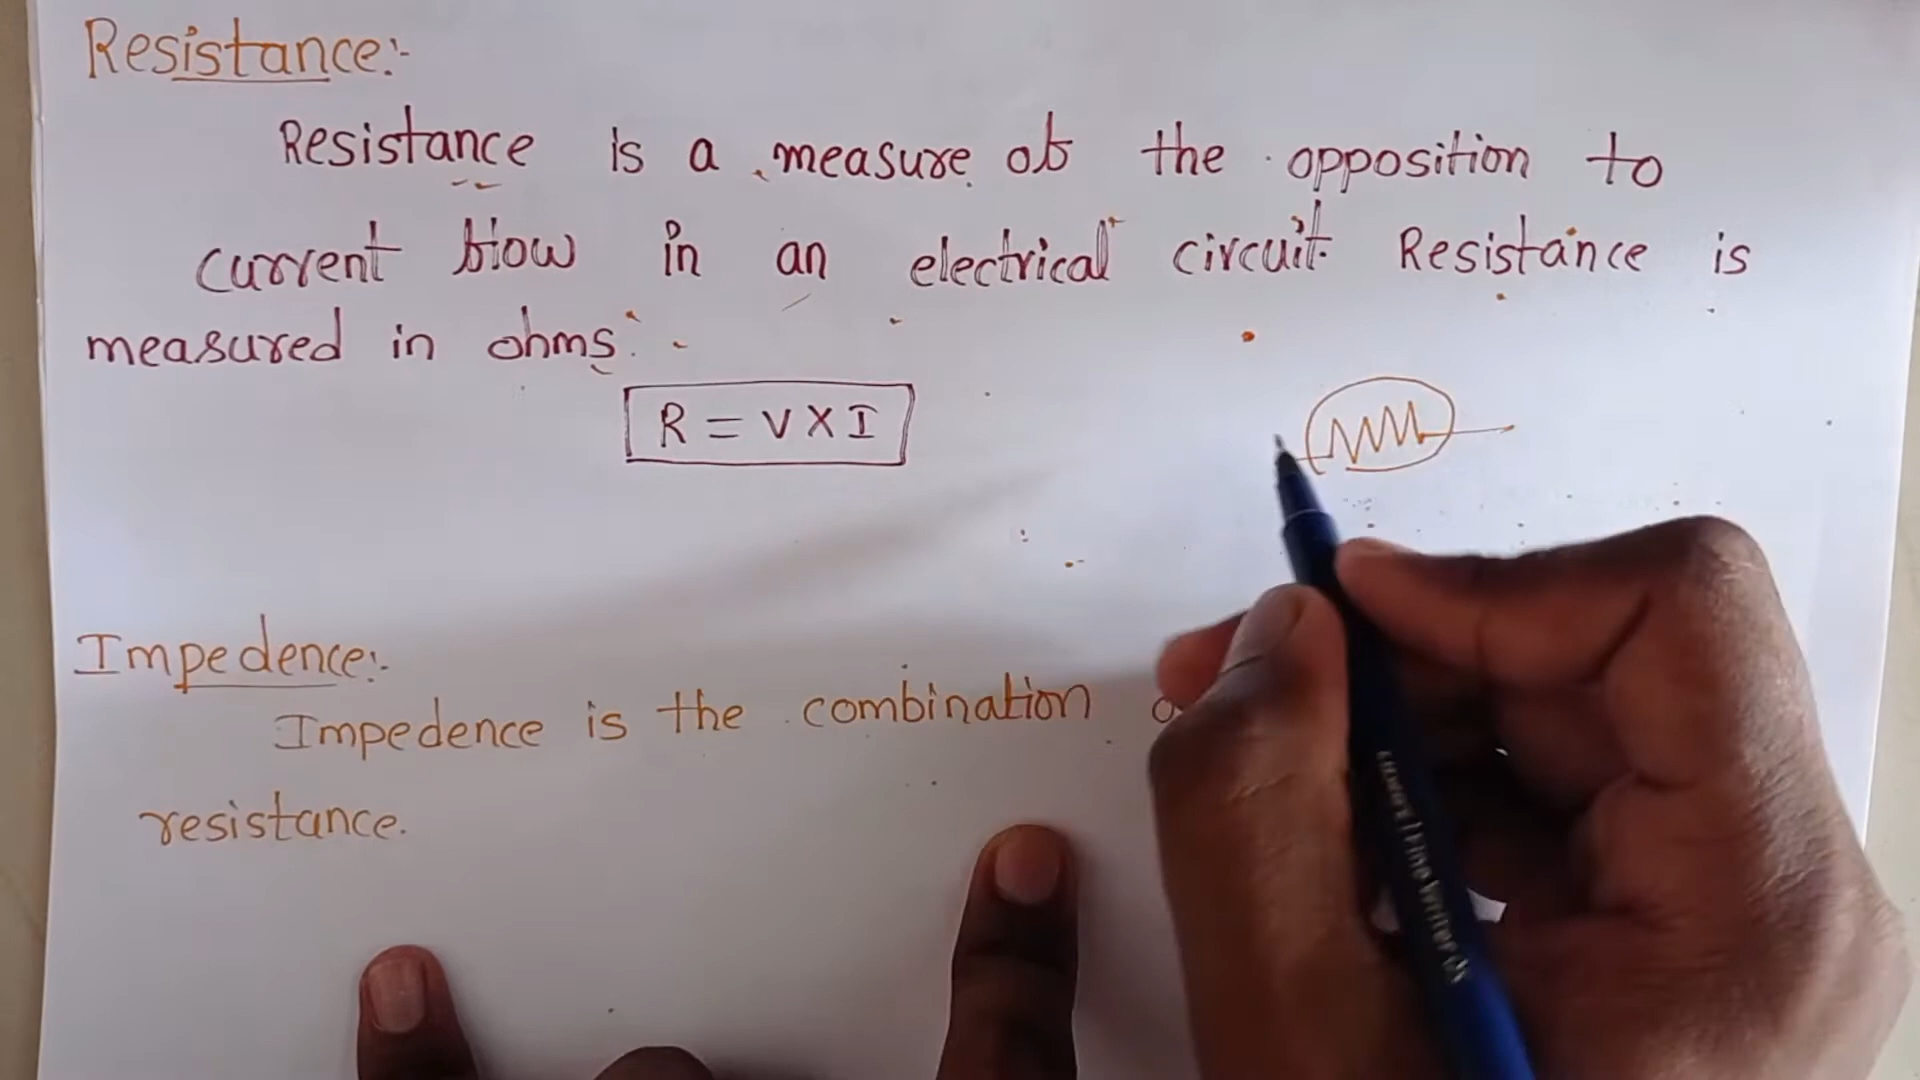 Resistance:-
Resistance is a measure of the opposition to
current flow in an electrical circuit. Resistance is
measured in ohms.
R = V X I
Impedence:-
Impedence is the combination
resistance.